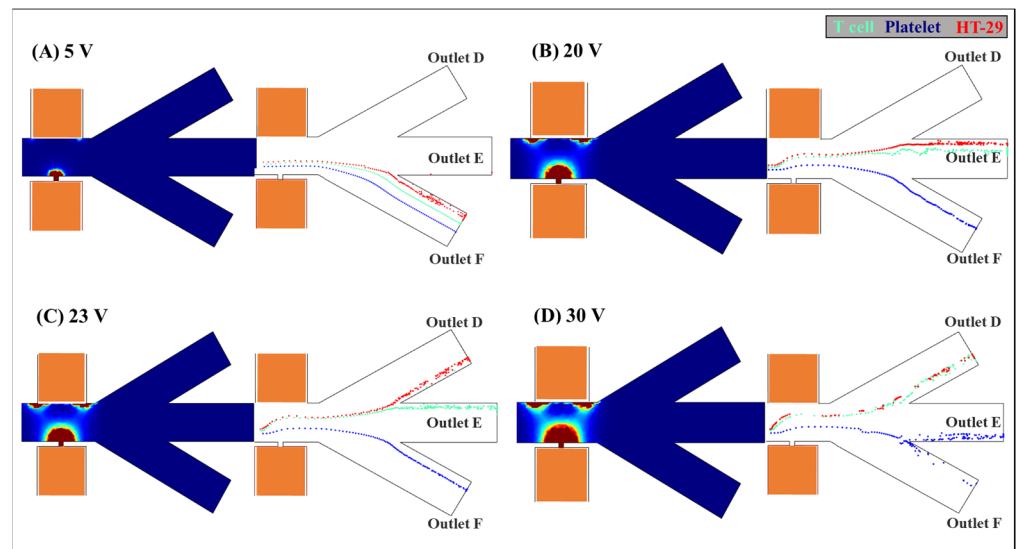 T cell Platelet HT-29
(A) 5 V
Outlet D
Outlet E
Outlet F
(B) 20 V
Outlet D
Outlet E
Outlet F
(C) 23 V
Outlet D
Outlet E
Outlet F
(D) 30 V
Outlet D
Outlet E
Outlet F